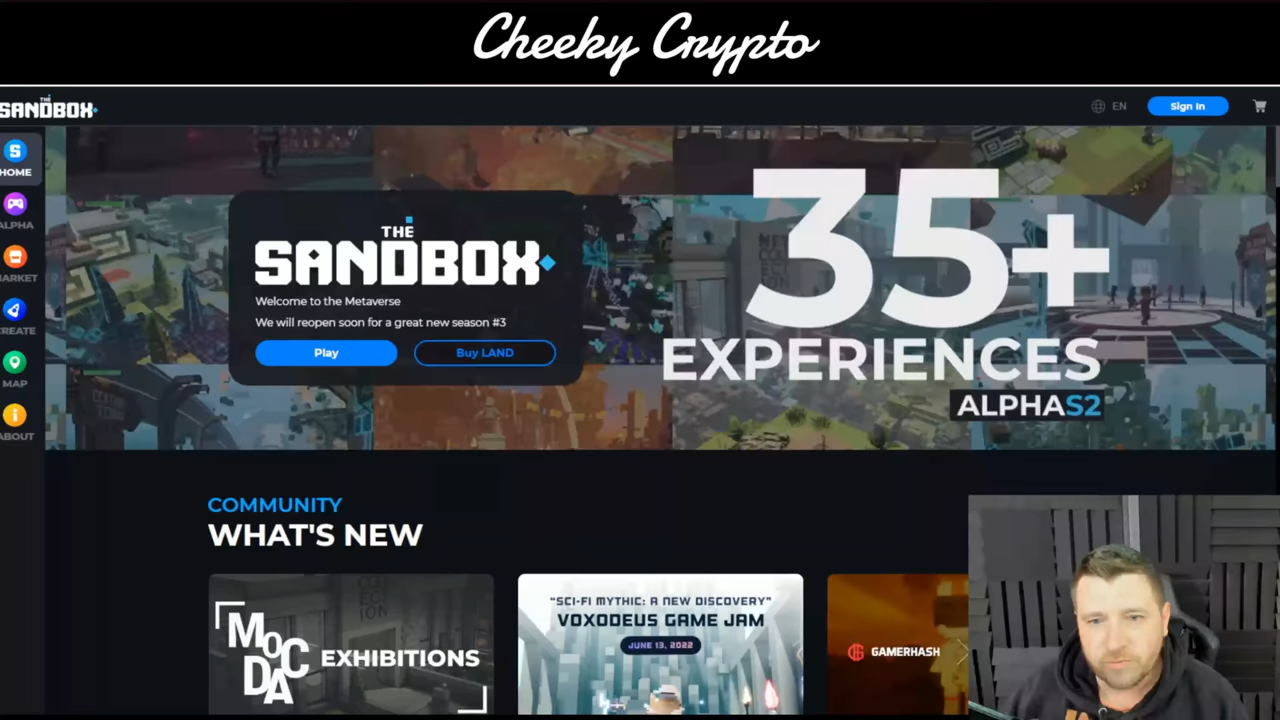 Cheeky Crypto
THE
SANDBOX
EN
Sign In
HOME
ALPHA
MARKET
CREATE
MAP
ABOUT
THE
SANDBOX
Welcome to the Metaverse
We will reopen soon for a great new season #3
Play
Buy LAND
35+
EXPERIENCES
ALPHAS2
COMMUNITY
WHAT'S NEW
MoCDA
EXHIBITIONS
"SCI-FI MYTHIC: A NEW DISCOVERY"
VOXODEUS GAME JAM
JUNE 13, 2022
GAMERHASH